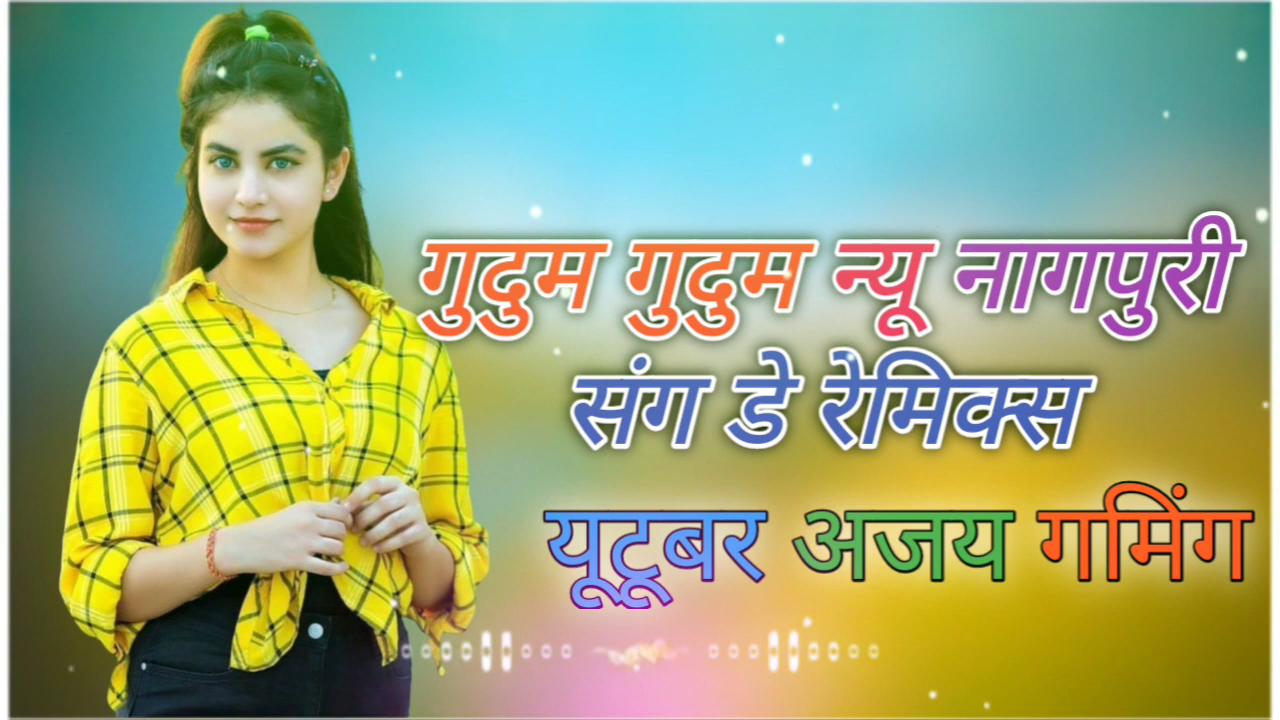 गुदुम गुदुम न्यू नागपुरी
संग डे रेमिक्स
यूटूबर अजय गमिंग